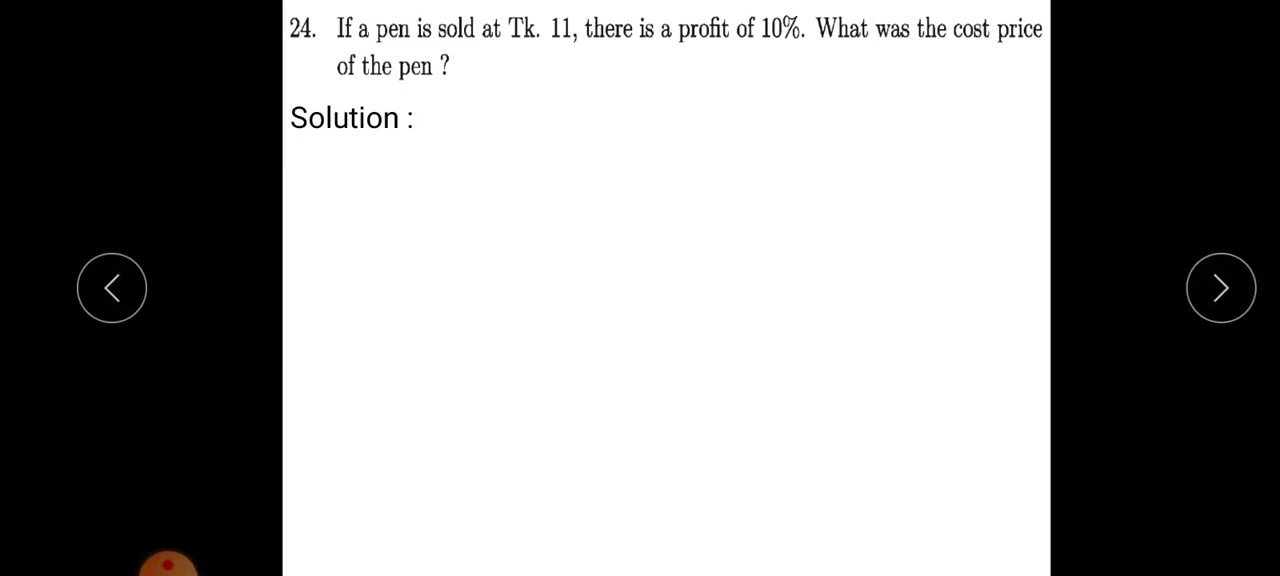 24. If a pen is sold at Tk. 11, there is a profit of 10%. What was the cost price
of the pen ?
Solution :